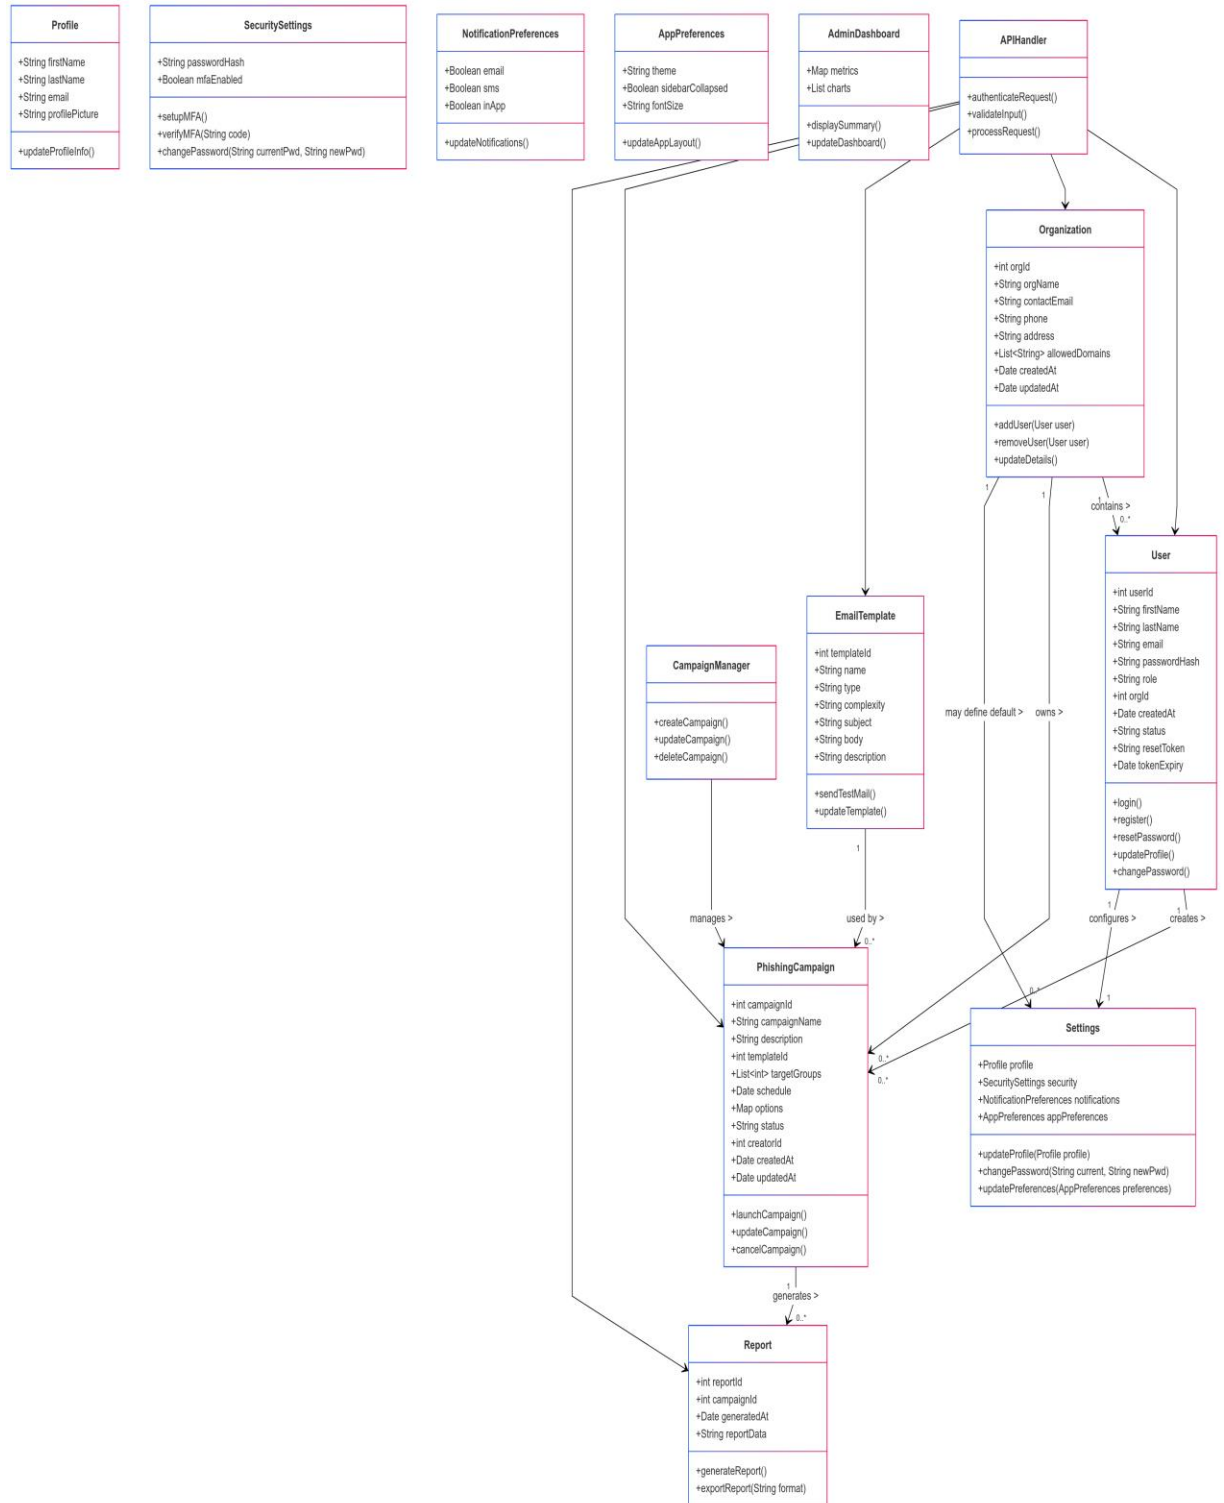 Profile
+String firstName
+String lastName
+String email
+String profilePicture
+updateProfileInfo()
SecuritySettings
+String passwordHash
+Boolean mfaEnabled
+setupMFA()
+verifyMFA(String code)
+changePassword(String currentPwd, String newPwd)
NotificationPreferences
+Boolean email
+Boolean sms
+Boolean inApp
+updateNotifications()
AppPreferences
+String theme
+Boolean sidebarCollapsed
+String fontSize
+updateAppLayout()
AdminDashboard
+Map metrics
+List charts
+displaySummary()
+updateDashboard()
APIHandler
+authenticateRequest()
+validateInput()
+processRequest()
Organization
+int orgId
+String orgName
+String contactEmail
+String phone
+String address
+List<String> allowedDomains
+Date createdAt
+Date updatedAt
+addUser(User user)
+removeUser(User user)
+updateDetails()
1
1
1
contains >
0..*
User
+int userId
+String firstName
+String lastName
+String email
+String passwordHash
+String role
+int orgId
+Date createdAt
+String status
+String resetToken
+Date tokenExpiry
+login()
+register()
+resetPassword()
+updateProfile()
+changePassword()
EmailTemplate
+int templateId
+String name
+String type
+String complexity
+String subject
+String body
+String description
+sendTestMail()
+updateTemplate()
CampaignManager
+createCampaign()
+updateCampaign()
+deleteCampaign()
may define default >
owns >
1
manages >
used by >
0..*
1
configures >
1
creates >
PhishingCampaign
+int campaignId
+String campaignName
+String description
+int templateId
+List<int> targetGroups
+Date schedule
+Map options
+String status
+int creatorId
+Date createdAt
+Date updatedAt
+launchCampaign()
+updateCampaign()
+cancelCampaign()
0..*
0..*
0..*
1
Settings
+Profile profile
+SecuritySettings security
+NotificationPreferences notifications
+AppPreferences appPreferences
+updateProfile(Profile profile)
+changePassword(String current, String newPwd)
+updatePreferences(AppPreferences preferences)
1
generates >
0..*
Report
+int reportId
+int campaignId
+Date generatedAt
+String reportData
+generateReport()
+exportReport(String format)